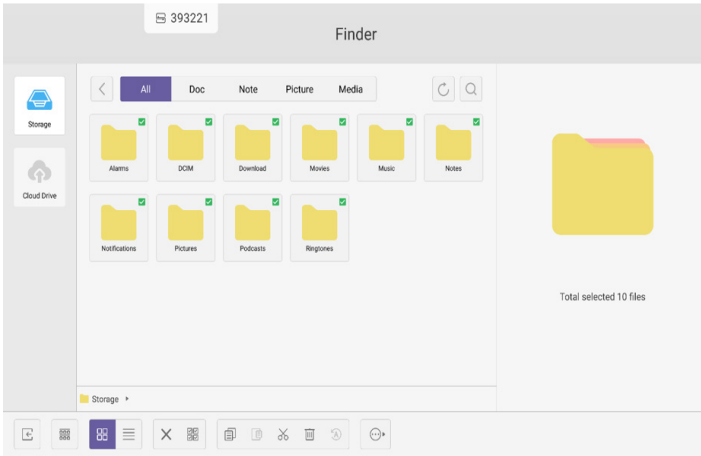 393221
Finder
Storage
Cloud Drive
All Doc Note Picture Media
Alarms DCIM Download Movies Music Notes
Notifications Pictures Podcasts Ringtones
Total selected 10 files
Storage